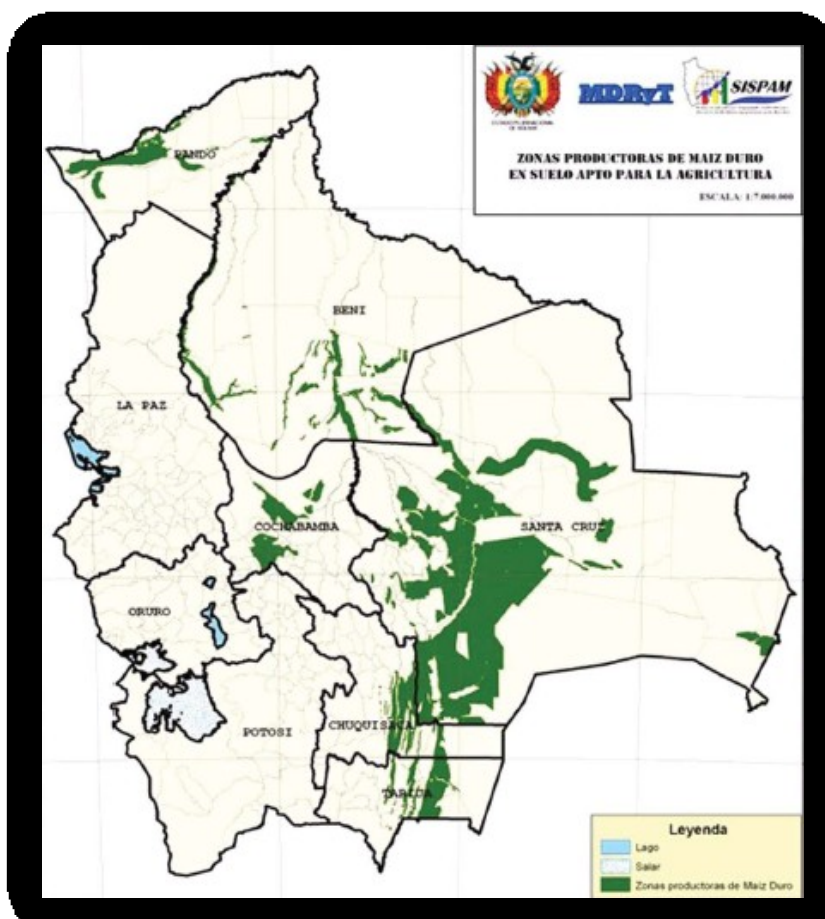 MDRyT
SISPAM
ZONAS PRODUCTORAS DE MAIZ DURO
EN SUELO APTO PARA LA AGRICULTURA
ESCALA: 1:7.000.000
PANDO
BENI
LA PAZ
COCHABAMBA
SANTA CRUZ
ORURO
POTOSI
CHUQUISACA
TARIJA
Leyenda
Lago
Salar
Zonas productoras de Maiz Duro